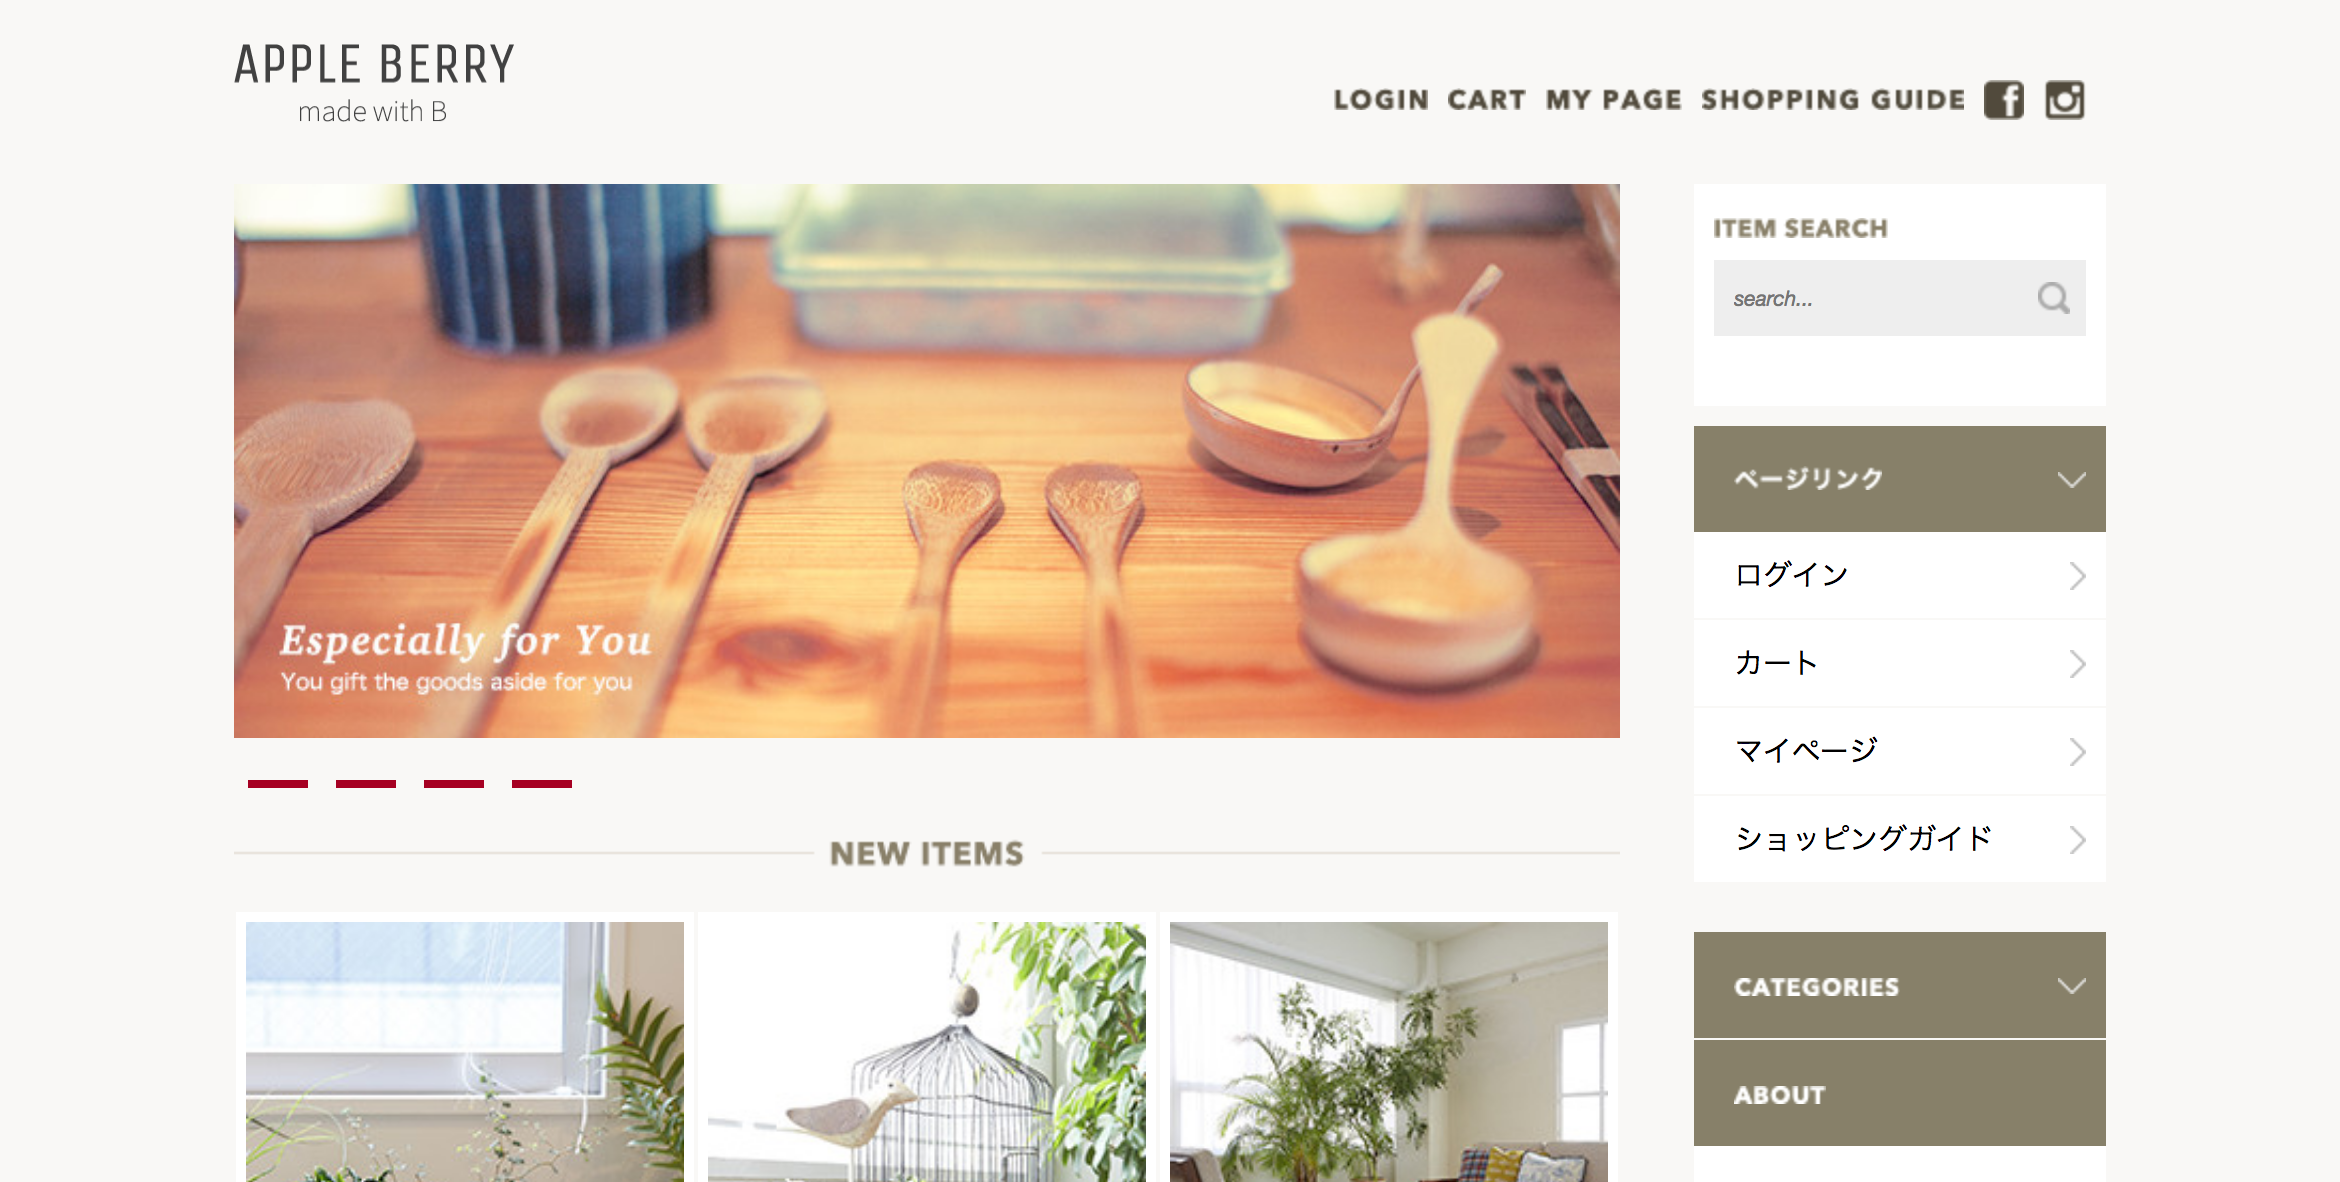 APPLE BERRY
made with B
LOGIN CART MY PAGE SHOPPING GUIDE
Especially for You
You gift the goods aside for you
NEW ITEMS
ITEM SEARCH
search...
ページリンク
ログイン
カート
マイページ
ショッピングガイド
CATEGORIES
ABOUT